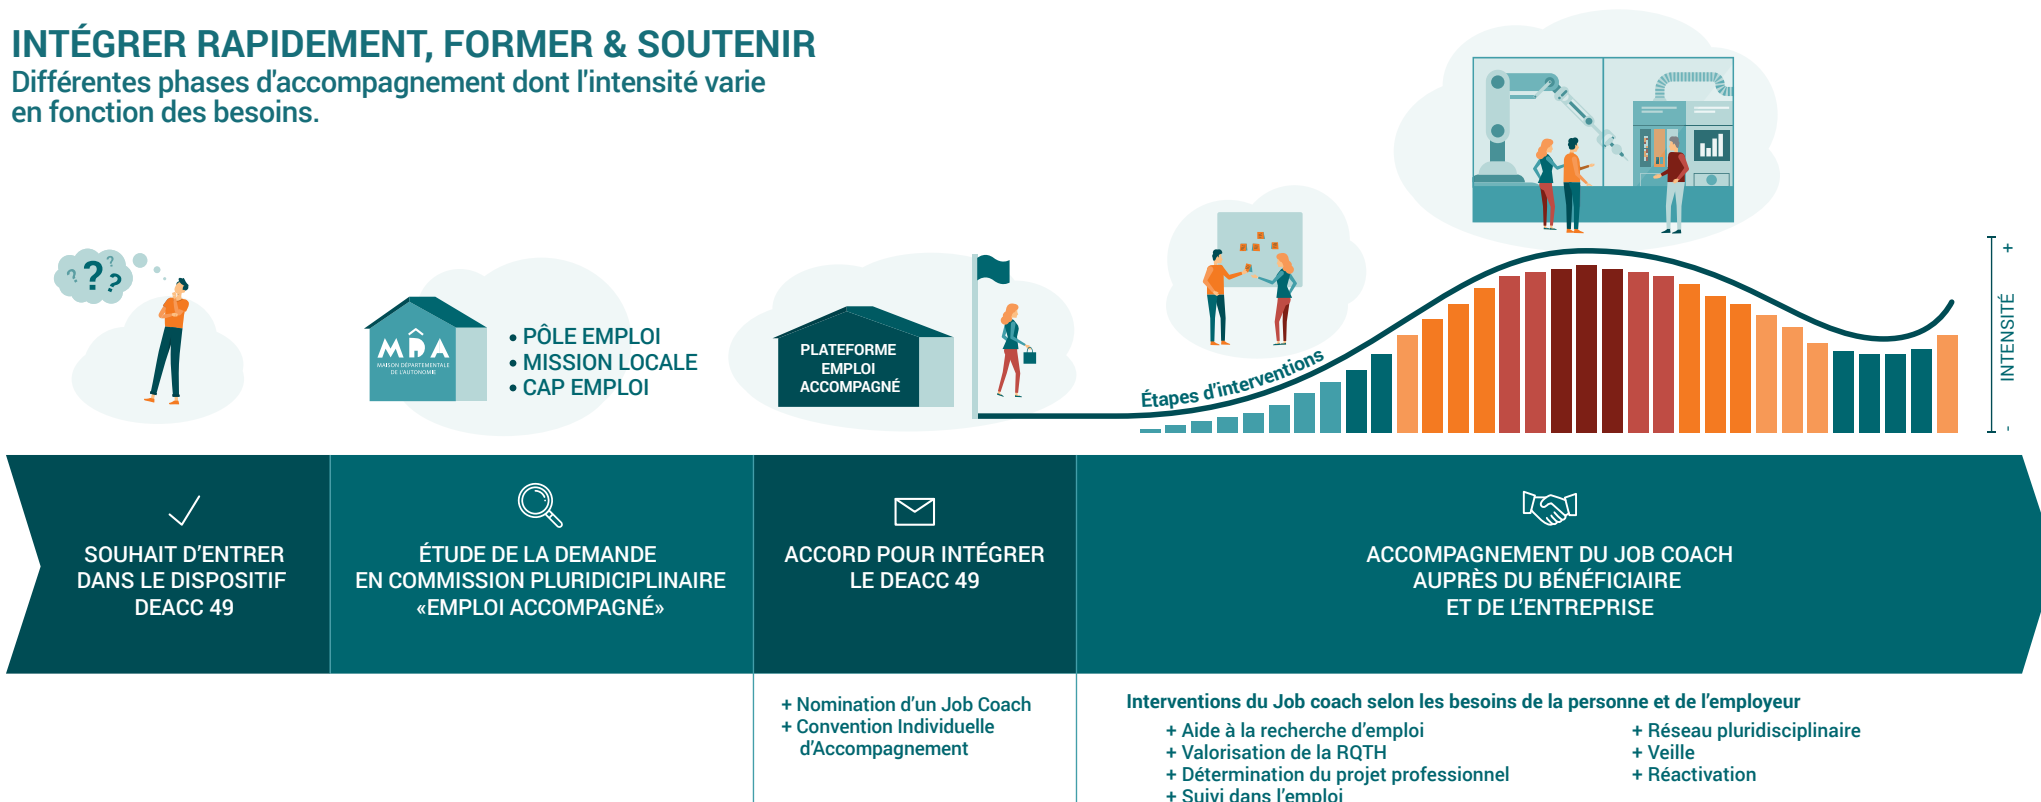 INTÉGRER RAPIDEMENT, FORMER & SOUTENIR
Différentes phases d'accompagnement dont l'intensité varie
en fonction des besoins.
? ? ? ?
MDA
MAISON DÉPARTEMENTALE
DE L'AUTONOMIE
• PÔLE EMPLOI
• MISSION LOCALE
• CAP EMPLOI
PLATEFORME
EMPLOI
ACCOMPAGNÉ
Étapes d'interventions
+
INTENSITÉ
-
SOUHAIT D'ENTRER
DANS LE DISPOSITIF
DEACC 49
ÉTUDE DE LA DEMANDE
EN COMMISSION PLURIDICIPLINAIRE
«EMPLOI ACCOMPAGNÉ»
ACCORD POUR INTÉGRER
LE DEACC 49
ACCOMPAGNEMENT DU JOB COACH
AUPRÈS DU BÉNÉFICIAIRE
ET DE L'ENTREPRISE
+ Nomination d'un Job Coach
+ Convention Individuelle
d'Accompagnement
Interventions du Job coach selon les besoins de la personne et de l'employeur
+ Aide à la recherche d'emploi
+ Valorisation de la RQTH
+ Détermination du projet professionnel
+ Suivi dans l'emploi
+ Réseau pluridisciplinaire
+ Veille
+ Réactivation